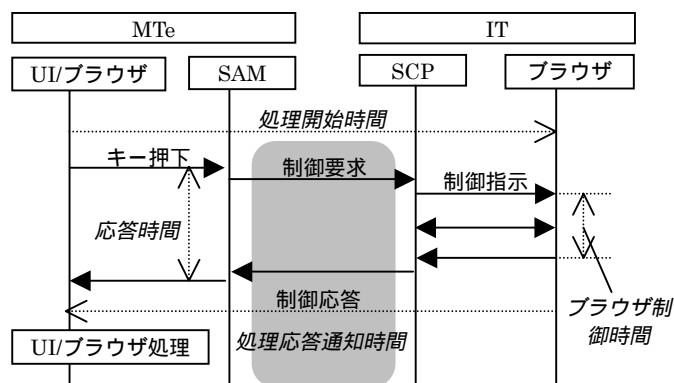 MTe
IT
UI/ブラウザ
SAM
SCP
ブラウザ
処理開始時間
キー押下
制御要求
制御指示
応答時間
制御応答
ブラウザ制
御時間
UI/ブラウザ処理
処理応答通知時間